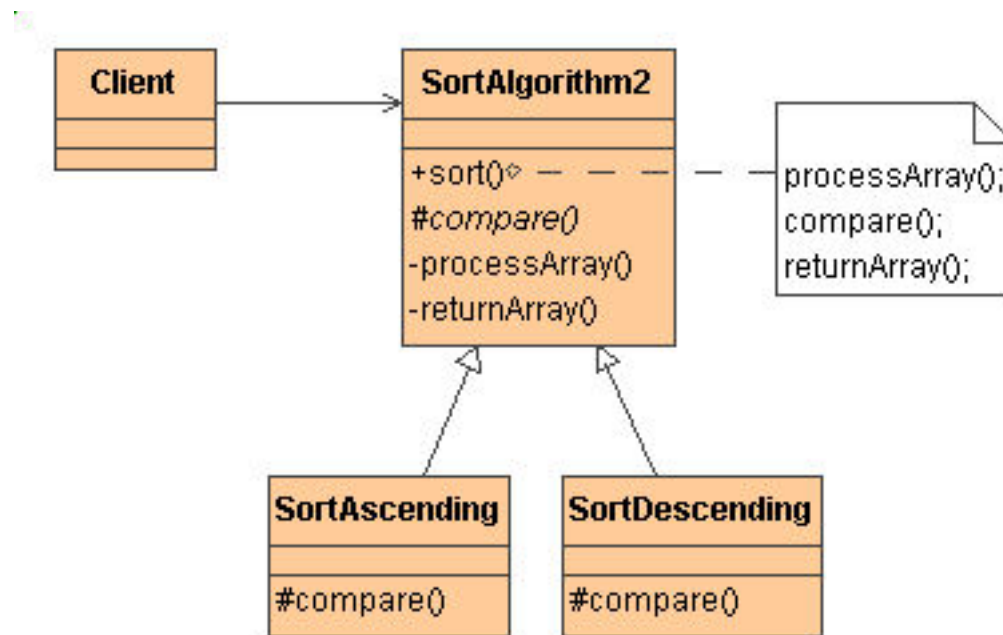 Client
SortAlgorithm2
+sort()
#compare()
-processArray()
-returnArray()
processArray();
compare();
returnArray();
SortAscending
#compare()
SortDescending
#compare()